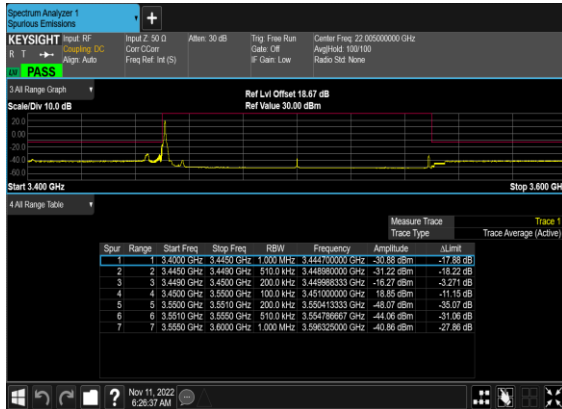 Spectrum Analyzer 1
Spurious Emissions
KEYSIGHT Input: RF Input Z: 50 Ω Atten: 30 dB Trig: Free Run Center Freq: 22.005000000 GHz
R T Coupling: DC Corr CCorr Gate: Off Avg|Hold: 100/100
Align: Auto Freq Ref: Int (S) IF Gain: Low Radio Std: None
LW PASS
3 All Range Graph
Ref Lvl Offset 18.67 dB
Scale/Div 10.0 dB Ref Value 30.00 dBm
20.0
0.00
-20.0
-40.0
-60.0
Start 3.400 GHz Stop 3.600 GH
4 All Range Table
Measure Trace Trace 1
Trace Type Trace Average (Active)
Spur Range Start Freq Stop Freq RBW Frequency Amplitude ΔLimit
1 1 3.4000 GHz 3.4450 GHz 1.000 MHz 3.444700000 GHz -30.88 dBm -17.88 dB
2 2 3.4450 GHz 3.4490 GHz 510.0 kHz 3.448980000 GHz -31.22 dBm -18.22 dB
3 3 3.4490 GHz 3.4500 GHz 200.0 kHz 3.449988333 GHz -16.27 dBm -3.271 dB
4 4 3.4500 GHz 3.5500 GHz 100.0 kHz 3.451000000 GHz 18.85 dBm -11.15 dB
5 5 3.5500 GHz 3.5510 GHz 200.0 kHz 3.550413333 GHz -48.07 dBm -35.07 dB
6 6 3.5510 GHz 3.5550 GHz 510.0 kHz 3.554786667 GHz -44.06 dBm -31.06 dB
7 7 3.5550 GHz 3.6000 GHz 1.000 MHz 3.596325000 GHz -40.86 dBm -27.86 dB
Nov 11, 2022
6:26:37 AM